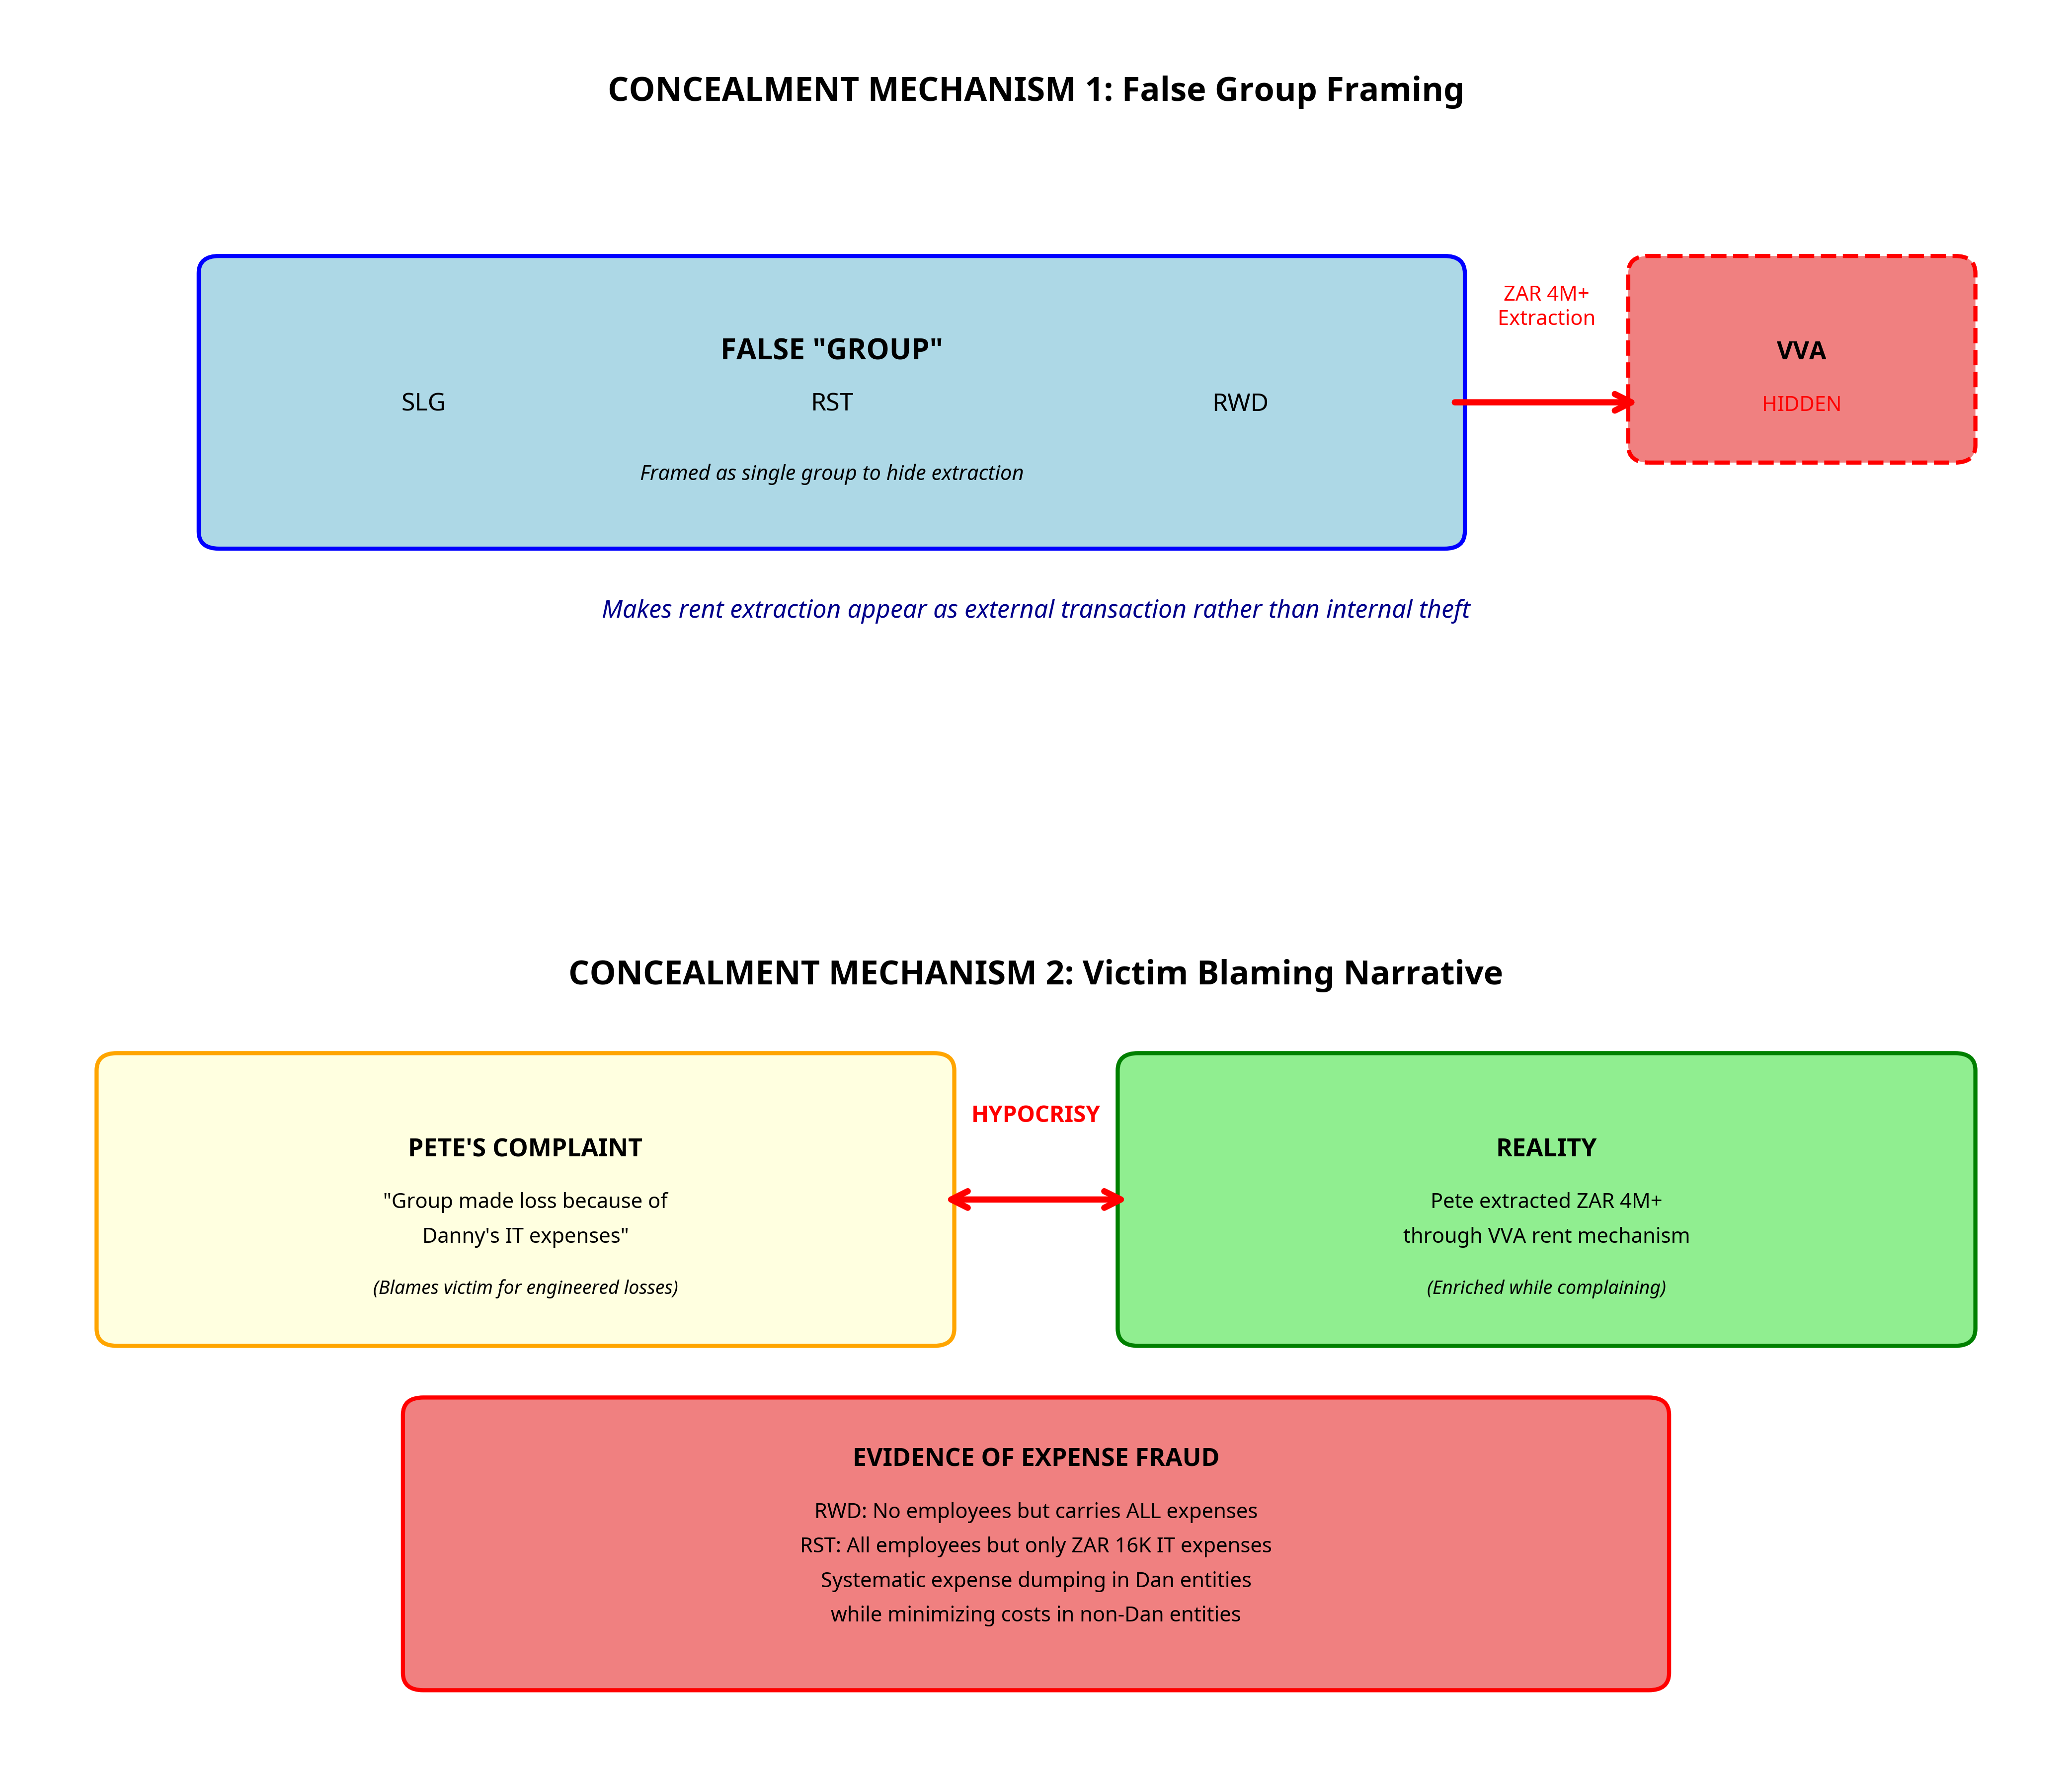 CONCEALMENT MECHANISM 1: False Group Framing
ZAR 4M+
Extraction
FALSE "GROUP"
VVA
SLG RST RWD
HIDDEN
Framed as single group to hide extraction
Makes rent extraction appear as external transaction rather than internal theft
CONCEALMENT MECHANISM 2: Victim Blaming Narrative
PETE'S COMPLAINT
"Group made loss because of
Danny's IT expenses"
(Blames victim for engineered losses)
HYPOCRISY
REALITY
Pete extracted ZAR 4M+
through VVA rent mechanism
(Enriched while complaining)
EVIDENCE OF EXPENSE FRAUD
RWD: No employees but carries ALL expenses
RST: All employees but only ZAR 16K IT expenses
Systematic expense dumping in Dan entities
while minimizing costs in non-Dan entities